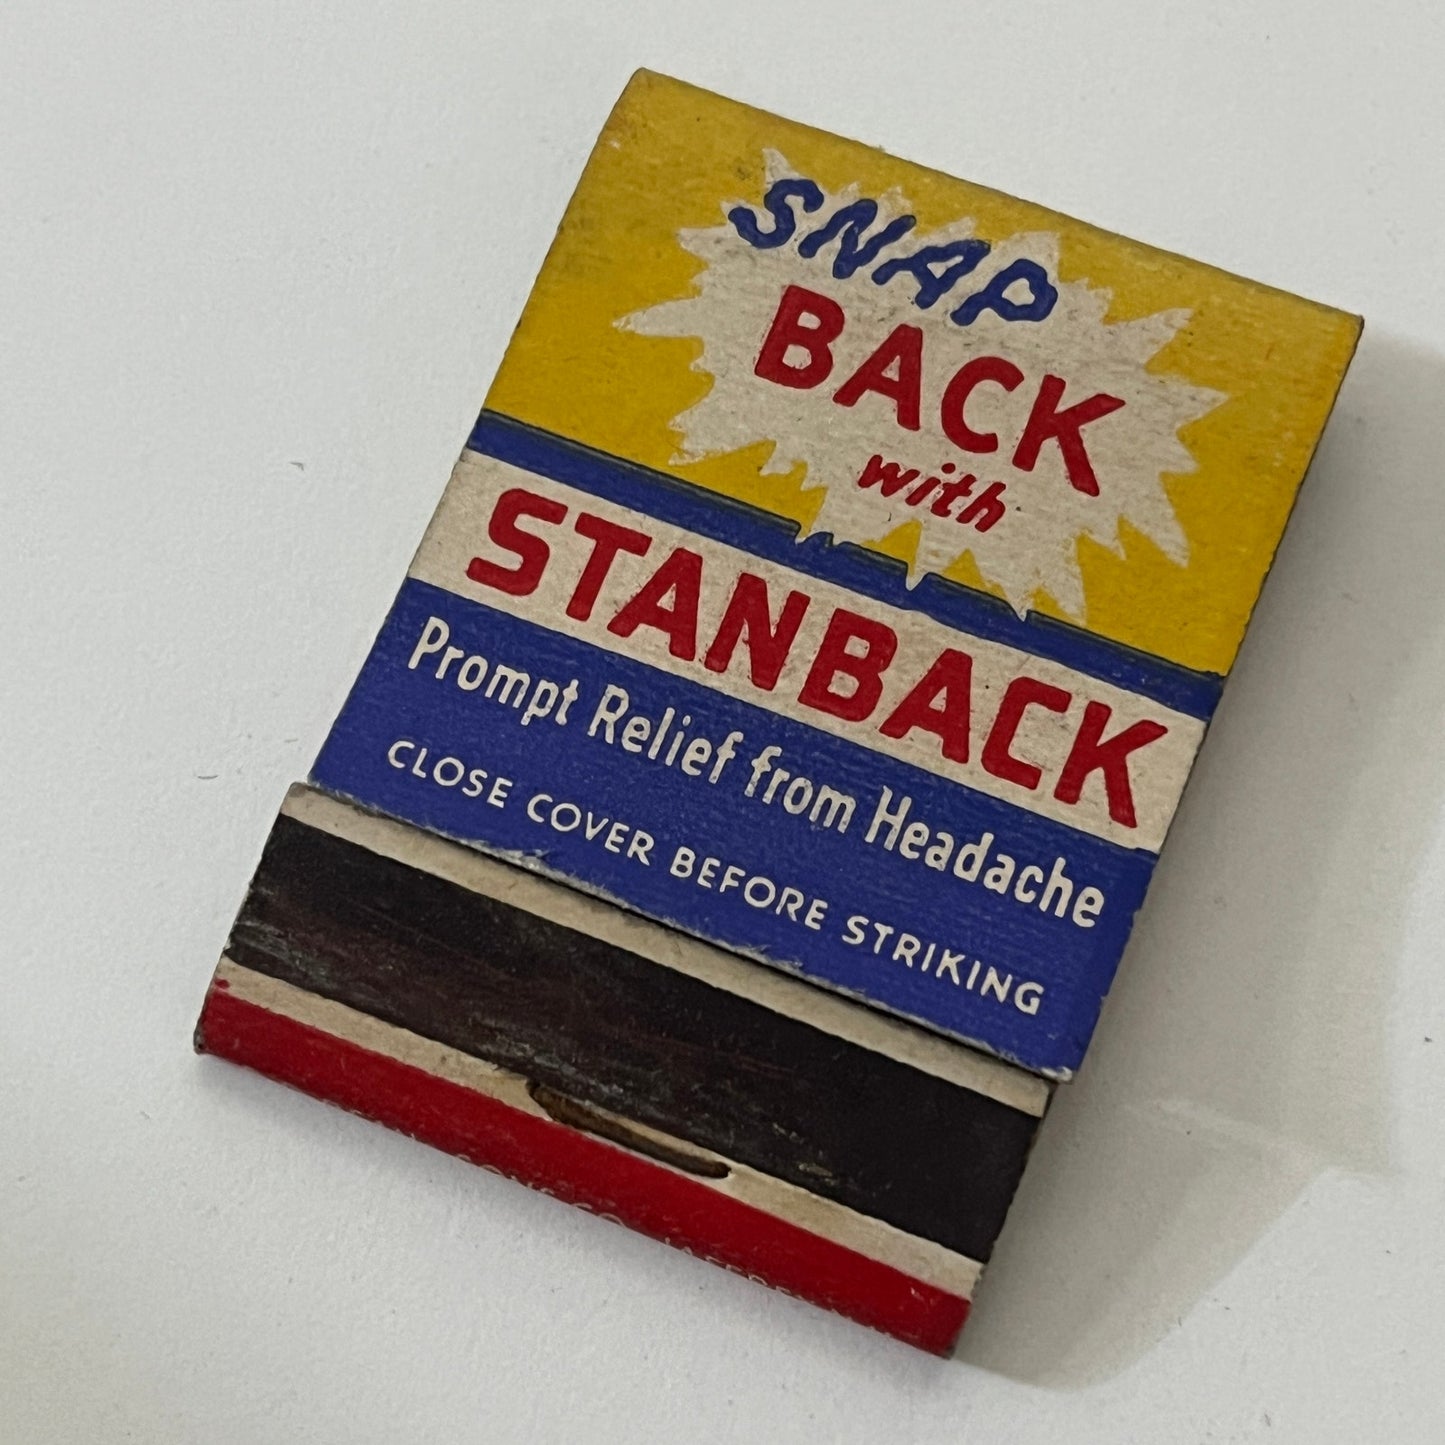 SNAP
BACK
with
STANBACK
Prompt Relief from Headache
CLOSE COVER BEFORE STRIKING